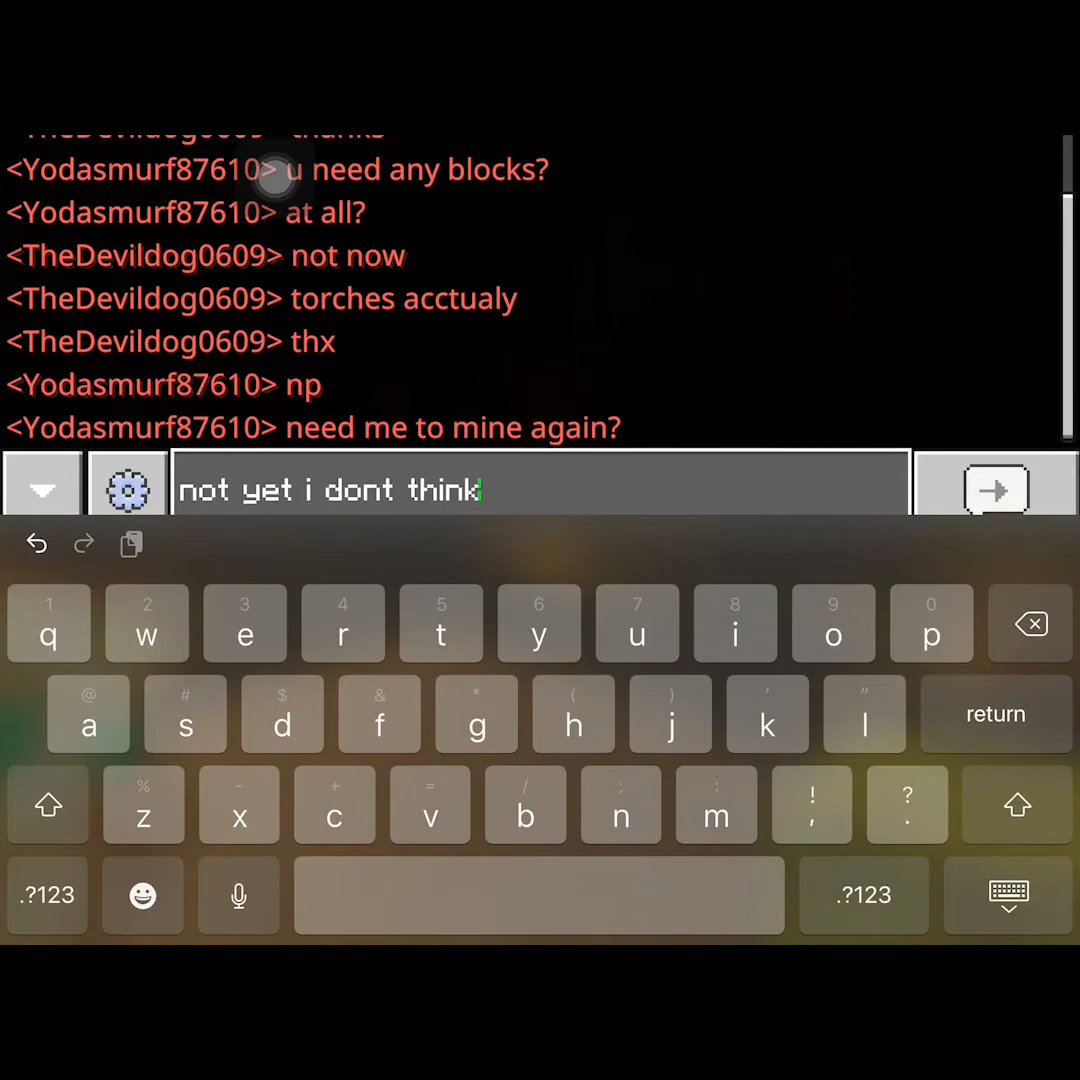 <Yodasmurf87610> u need any blocks?
<Yodasmurf87610> at all?
<TheDevildog0609> not now
<TheDevildog0609> torches acctualy
<TheDevildog0609> thx
<Yodasmurf87610> np
<Yodasmurf87610> need me to mine again?
not yet i dont think
1 2 3 4 5 6 7 8 9 0
q w e r t y u i o p
@ # $ & * ( ) ' "
a s d f g h j k l return
% - + = / ; : ! ?
z x c v b n m , .
.?123 .?123